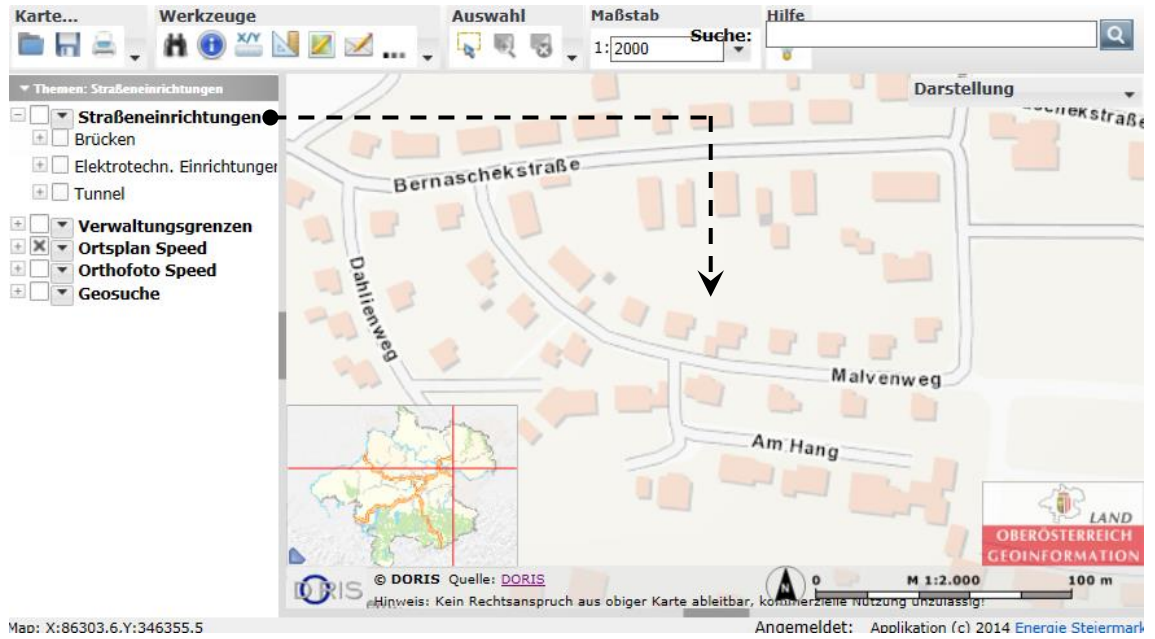 Karte...
Werkzeuge
Auswahl
Maßstab
Hilfe
X/Y
...
1: 2000
Suche:
Themen: Straßeneinrichtungen
Straßeneinrichtungen
Brücken
Elektrotechn. Einrichtungen
Tunnel
Verwaltungsgrenzen
Ortsplan Speed
Orthofoto Speed
Geosuche
Darstellung
schekstraße
Bernaschekstraße
Dahlienweg
Malvenweg
Am Hang
LAND
OBERÖSTERREICH
GEOINFORMATION
DORIS
© DORIS Quelle: DORIS
Hinweis: Kein Rechtsanspruch aus obiger Karte ableitbar, kommerzielle Nutzung unzulässig!
0 M 1:2.000 100 m
Map: X:86303.6,Y:346355.5
Angemeldet: Applikation (c) 2014 Energie Steiermark